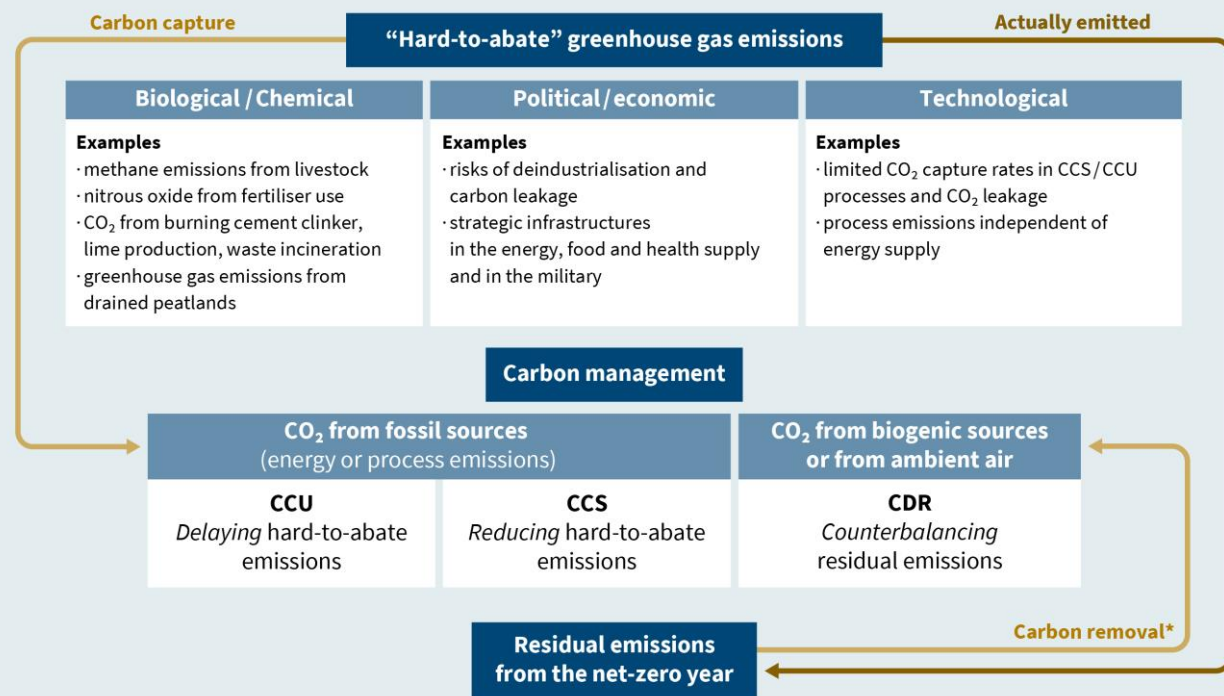 Carbon capture
“Hard-to-abate” greenhouse gas emissions
Actually emitted
Biological / Chemical
Examples
· methane emissions from livestock
· nitrous oxide from fertiliser use
· CO₂ from burning cement clinker,
lime production, waste incineration
· greenhouse gas emissions from
drained peatlands
Political / economic
Examples
· risks of deindustrialisation and
carbon leakage
· strategic infrastructures
in the energy, food and health supply
and in the military
Technological
Examples
· limited CO₂ capture rates in CCS / CCU
processes and CO₂ leakage
· process emissions independent of
energy supply
Carbon management
CO₂ from fossil sources
(energy or process emissions)
CCU
Delaying hard-to-abate
emissions
CCS
Reducing hard-to-abate
emissions
CO₂ from biogenic sources
or from ambient air
CDR
Counterbalancing
residual emissions
Residual emissions
from the net-zero year
Carbon removal*